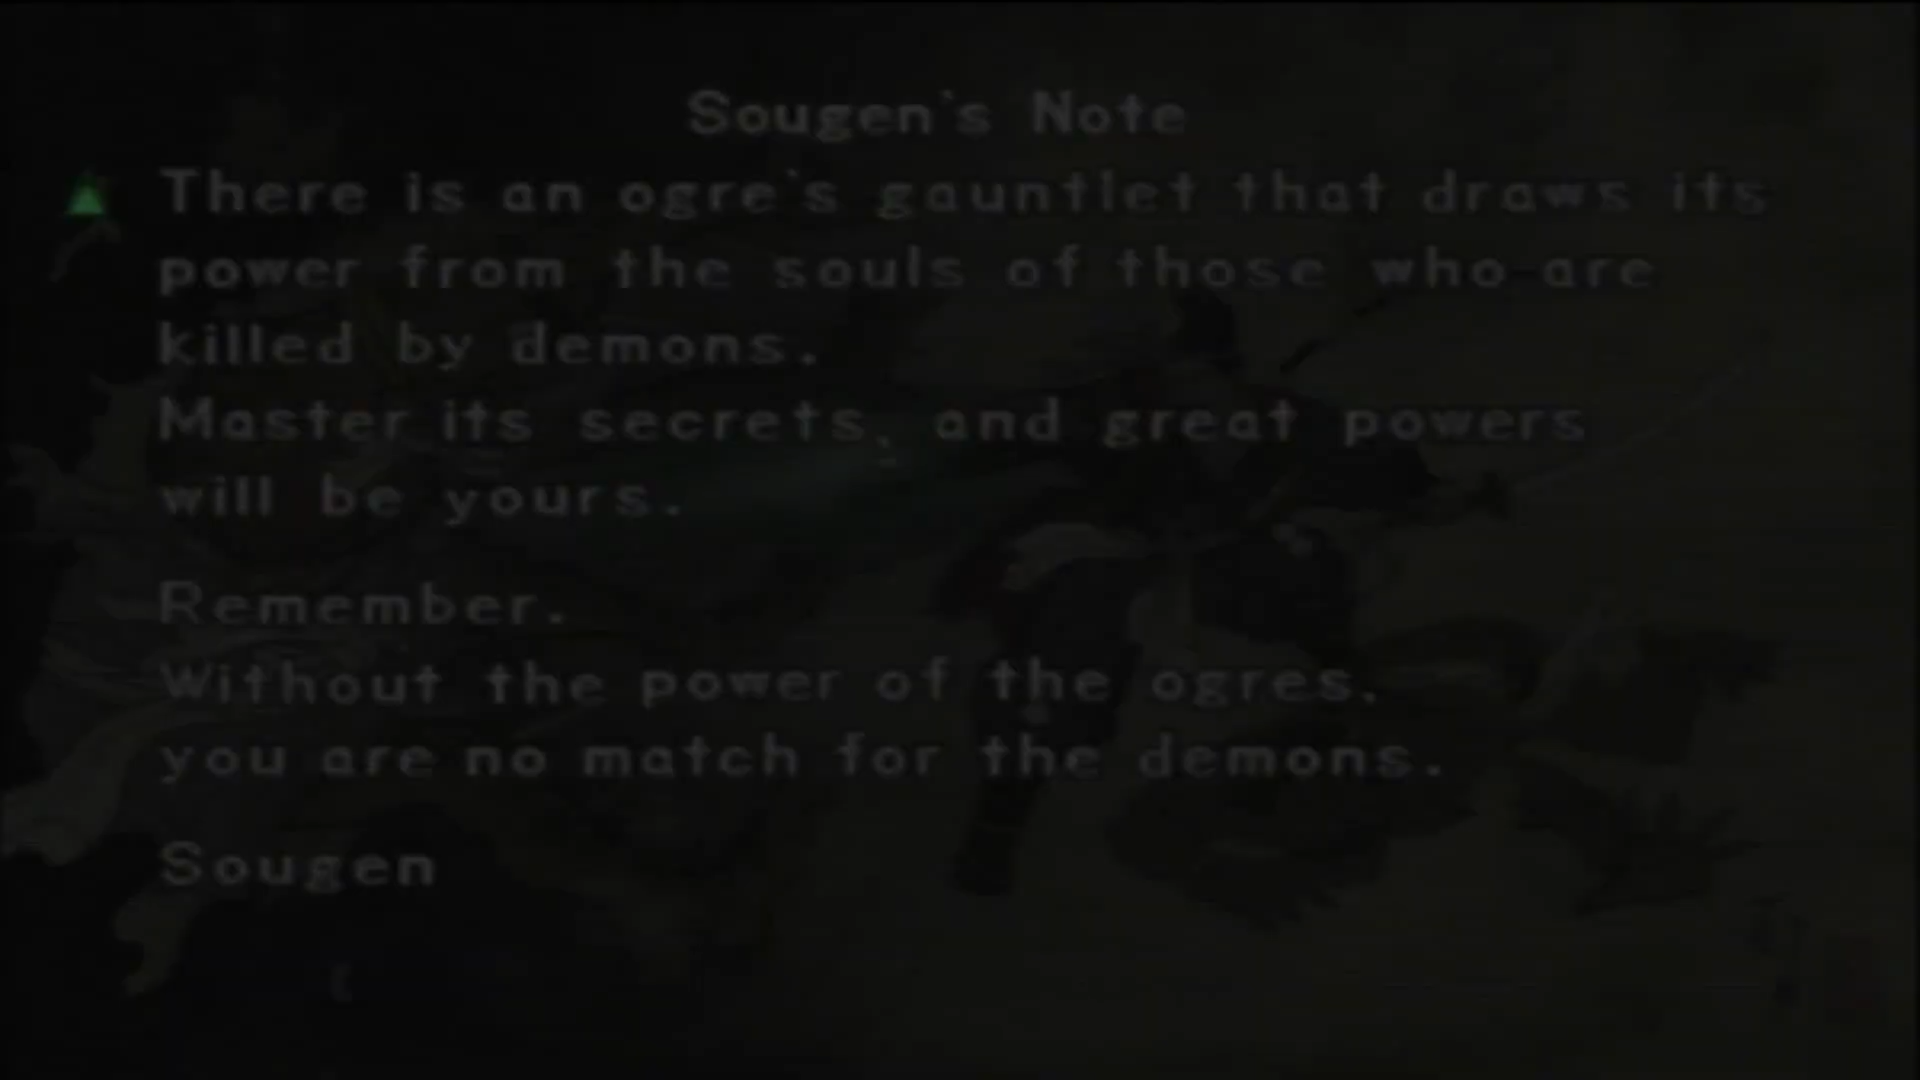 Sougen's Note
There is an ogre's gauntlet that draws its
power from the souls of those who are
killed by demons.
Master its secrets, and great powers
will be yours.
Remember.
Without the power of the ogres,
you are no match for the demons.
Sougen